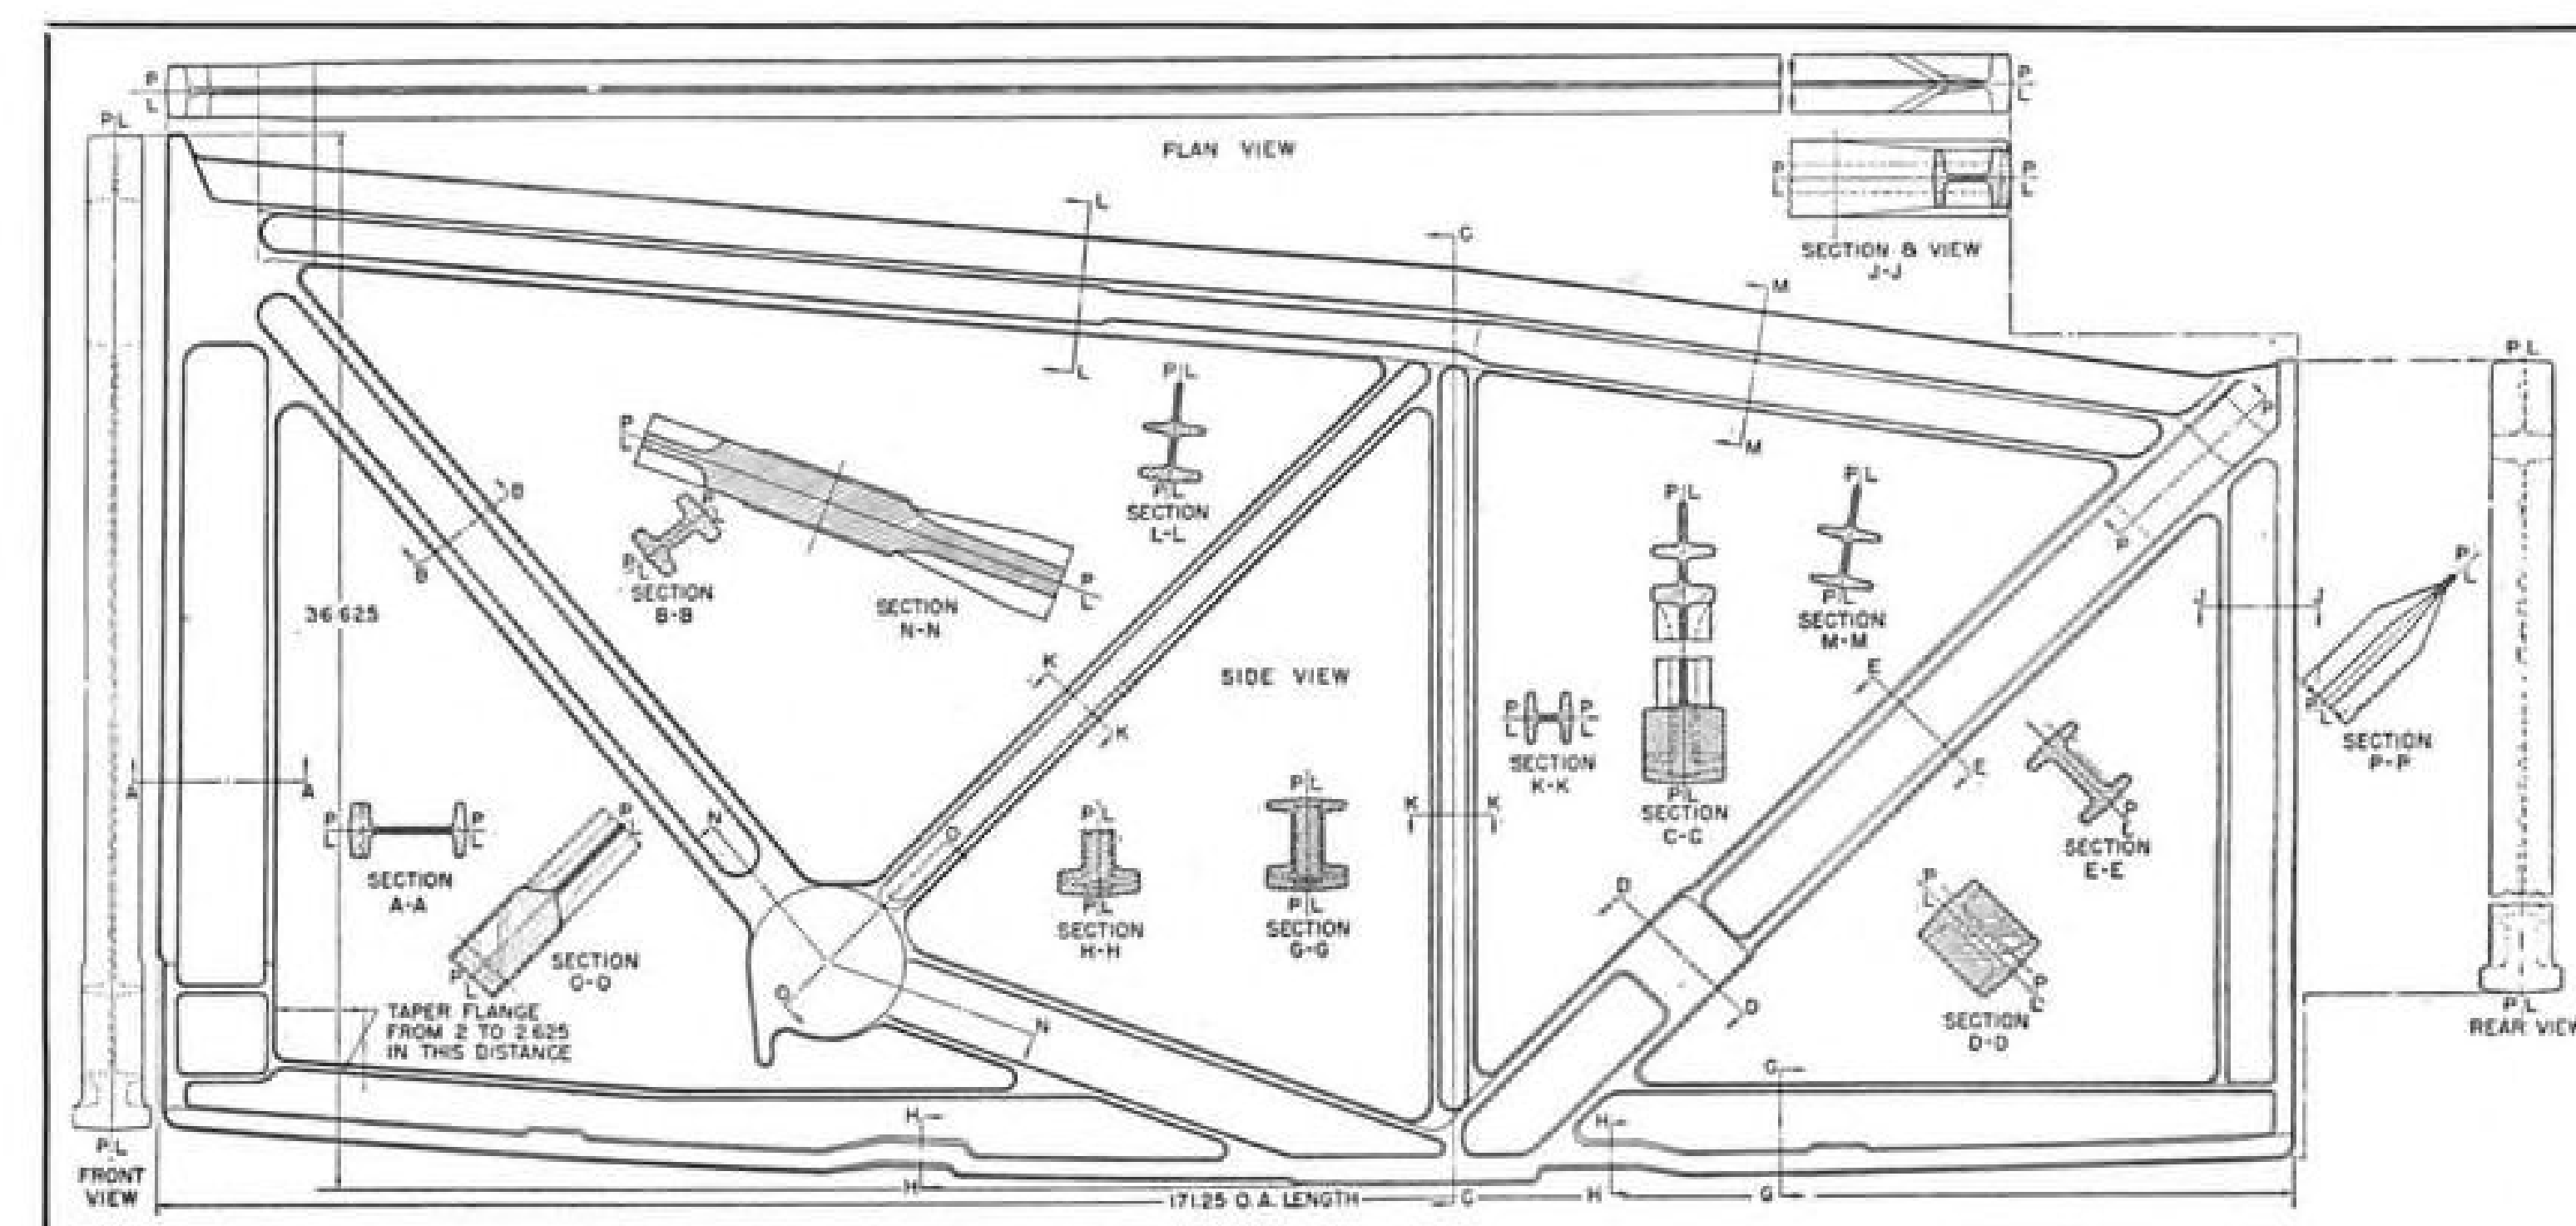 P
L
P
L
P L
FLAN VIEW
P
L
P
L
SECTION & VIEW
J-J
L
L
C
M
M
P L
P L
SECTION
L-L
P
L
P
L
SECTION
N-N
P
P L
SECTION
B-B
B
B
36 625
P L
P L
SECTION
M-M
P L
P L
SECTION
C-C
P
L
P
L
SECTION
K-K
SIDE VIEW
K
K
K
K
E
E
P
P
J
J
P L
P
L
P
L
SECTION
P-P
P
L
SECTION
E-E
A
A
P
L
P
L
SECTION
A-A
P
L
P
L
SECTION
O-O
N
O
O
N
P L
P L
SECTION
H-H
P L
P L
SECTION
G-G
D
D
P
L
P
L
SECTION
D-D
TAPER FLANGE
FROM 2 TO 2.625
IN THIS DISTANCE
P L
REAR VIEW
P L
FRONT
VIEW
H
H
H
H
G
G
171.25 O.A. LENGTH
C